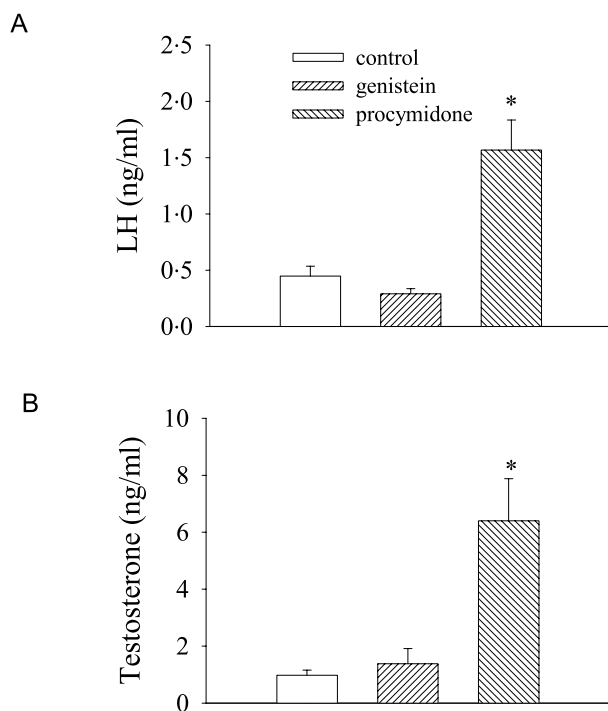 A
2·5
2·0
1·5
1·0
0·5
0·0
LH (ng/ml)
control
genistein
procymidone
*
B
10
8
6
4
2
0
Testosterone (ng/ml)
*